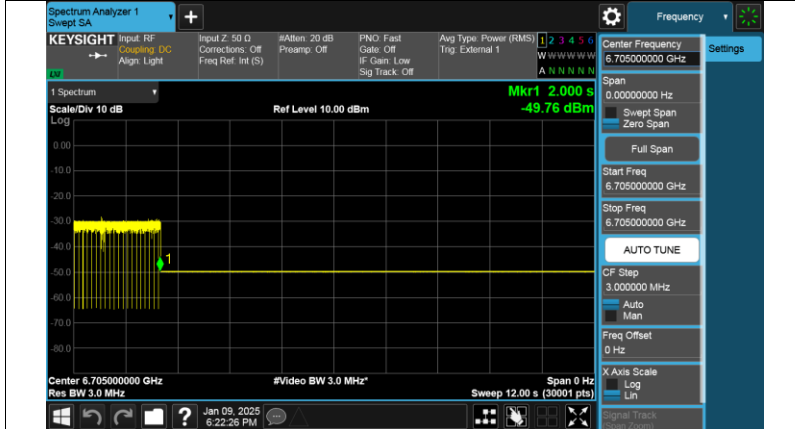 Spectrum Analyzer 1
Swept SA
Frequency
KEYSIGHT
Input: RF
Coupling: DC
Align: Light
Input Z: 50 Ω
Corrections: Off
Freq Ref: Int (S)
#Atten: 20 dB
Preamp: Off
PNO: Fast
Gate: Off
IF Gain: Low
Sig Track: Off
Avg Type: Power (RMS)
Trig: External 1
1 2 3 4 5 6
W W W W W W
A N N N N N
LXI
1 Spectrum
Mkr1 2.000 s
-49.76 dBm
Scale/Div 10 dB
Ref Level 10.00 dBm
Log
0.00
-10.0
-20.0
-30.0
-40.0
-50.0
-60.0
-70.0
-80.0
1
Center 6.705000000 GHz
#Video BW 3.0 MHz*
Span 0 Hz
Res BW 3.0 MHz
Sweep 12.00 s (30001 pts)
Jan 09, 2025
6:22:26 PM
Settings
Center Frequency
6.705000000 GHz
Span
0.00000000 Hz
Swept Span
Zero Span
Full Span
Start Freq
6.705000000 GHz
Stop Freq
6.705000000 GHz
AUTO TUNE
CF Step
3.000000 MHz
Auto
Man
Freq Offset
0 Hz
X Axis Scale
Log
Lin
Signal Track
(Span Zoom)